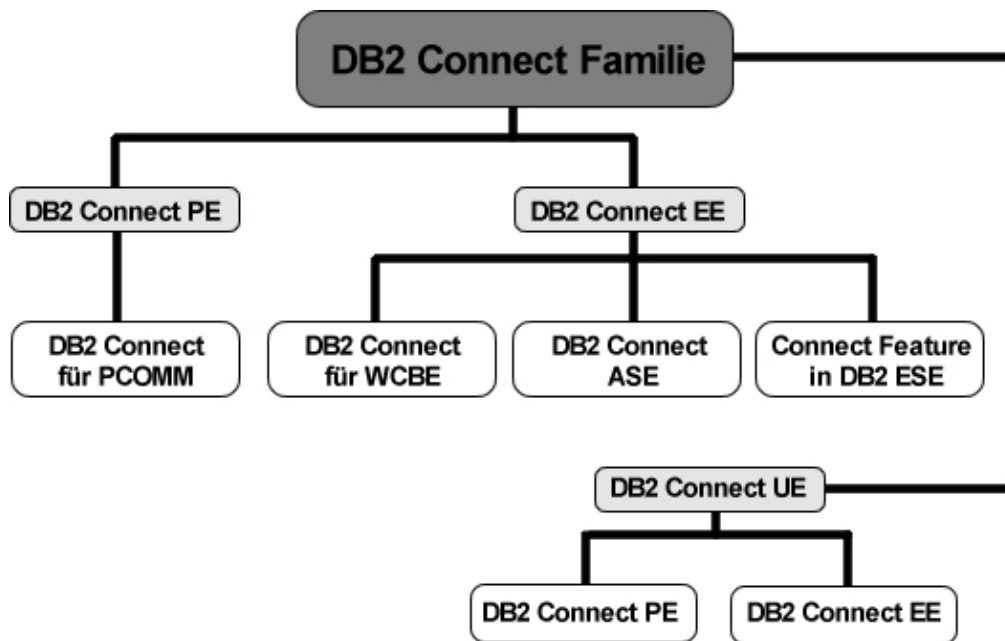 DB2 Connect Familie
DB2 Connect PE
DB2 Connect EE
DB2 Connect
für PCOMM
DB2 Connect
für WCBE
DB2 Connect
ASE
Connect Feature
in DB2 ESE
DB2 Connect UE
DB2 Connect PE
DB2 Connect EE